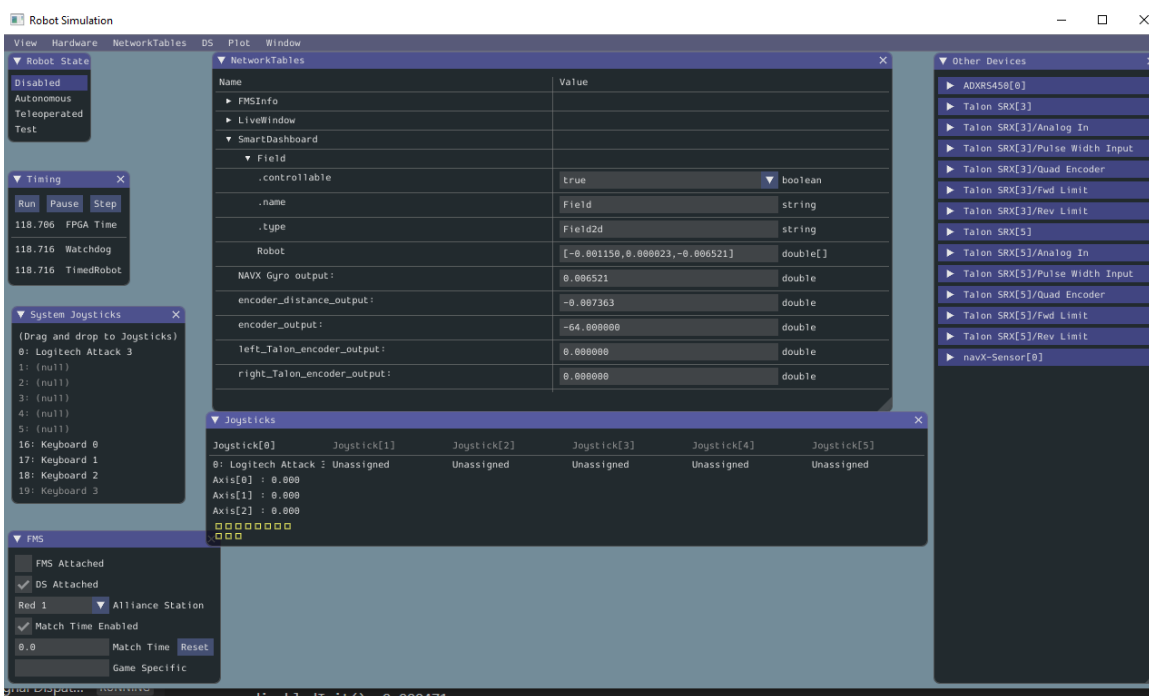 Robot Simulation
View Hardware NetworkTables DS Plot Window
Robot State
Disabled
Autonomous
Teleoperated
Test
Timing
Run Pause Step
118.706 FPGA Time
118.716 Watchdog
118.716 TimedRobot
System Joysticks
(Drag and drop to Joysticks)
0: Logitech Attack 3
1: (null)
2: (null)
3: (null)
4: (null)
5: (null)
16: Keyboard 0
17: Keyboard 1
18: Keyboard 2
19: Keyboard 3
FMS
FMS Attached
DS Attached
Red 1 Alliance Station
Match Time Enabled
0.0 Match Time Reset
Game Specific
NetworkTables
Name Value
FMSInfo
LiveWindow
SmartDashboard
Field
.controllable true boolean
.name Field string
.type Field2d string
Robot [-0.001150,0.000023,-0.006521] double[]
NAVX Gyro output: 0.006521 double
encoder_distance_output: -0.007363 double
encoder_output: -64.000000 double
left_Talon_encoder_output: 0.000000 double
right_Talon_encoder_output: 0.000000 double
Joysticks
Joystick[0] Joystick[1] Joystick[2] Joystick[3] Joystick[4] Joystick[5]
0: Logitech Attack 3 Unassigned Unassigned Unassigned Unassigned Unassigned
Axis[0] : 0.000
Axis[1] : 0.000
Axis[2] : 0.000
Other Devices
ADXRS450[0]
Talon SRX[3]
Talon SRX[3]/Analog In
Talon SRX[3]/Pulse Width Input
Talon SRX[3]/Quad Encoder
Talon SRX[3]/Fwd Limit
Talon SRX[3]/Rev Limit
Talon SRX[5]
Talon SRX[5]/Analog In
Talon SRX[5]/Pulse Width Input
Talon SRX[5]/Quad Encoder
Talon SRX[5]/Fwd Limit
Talon SRX[5]/Rev Limit
navX-Sensor[0]